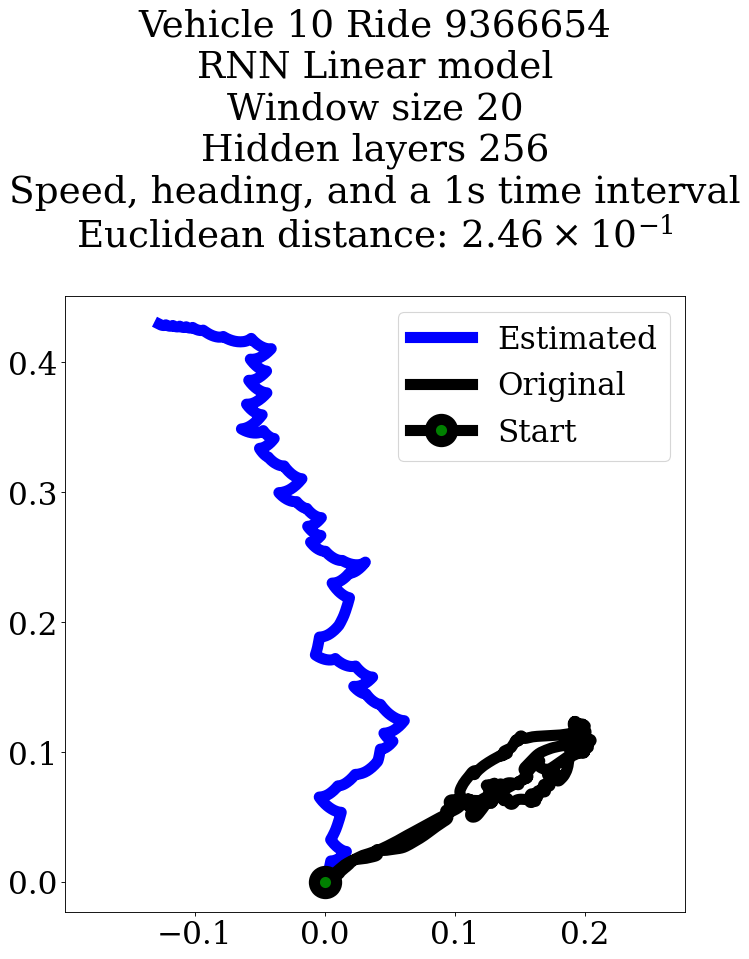 Vehicle 10 Ride 9366654
RNN Linear model
Window size 20
Hidden layers 256
Speed, heading, and a 1s time interval
Euclidean distance: 2.46 × 10⁻¹
Estimated
Original
Start
0.4
0.3
0.2
0.1
0.0
−0.1 0.0 0.1 0.2